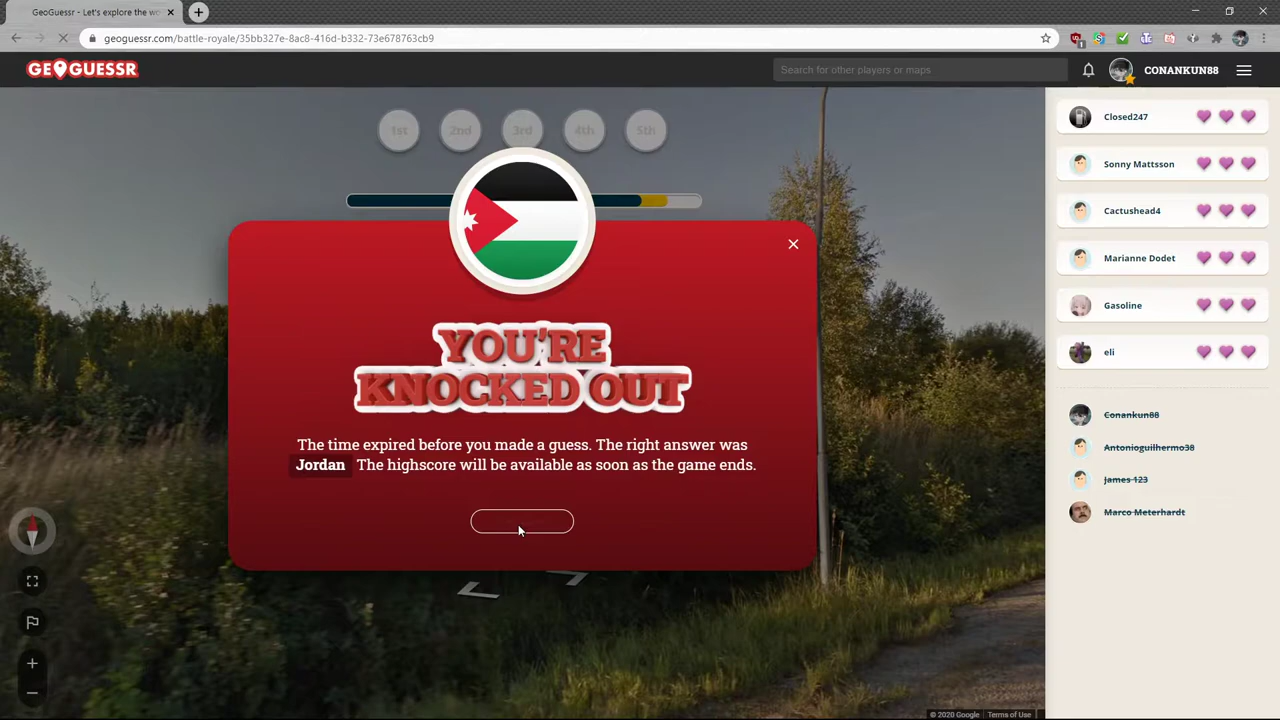 GeoGuessr - Let's explore the wo
geoguessr.com/battle-royale/35bb327e-8ac8-416d-b332-73e678763cb9
1
GEOGUESSR
Search for other players or maps
CONANKUN88
1st 2nd 3rd 4th 5th
YOU'RE
KNOCKED OUT
The time expired before you made a guess. The right answer was
Jordan The highscore will be available as soon as the game ends.
Closed247
Sonny Mattsson
Cactushead4
Marianne Dodet
Gasoline
eli
Conankun88
Antonioguilhermo38
James 123
Marco Meterhardt
© 2020 Google Terms of Use